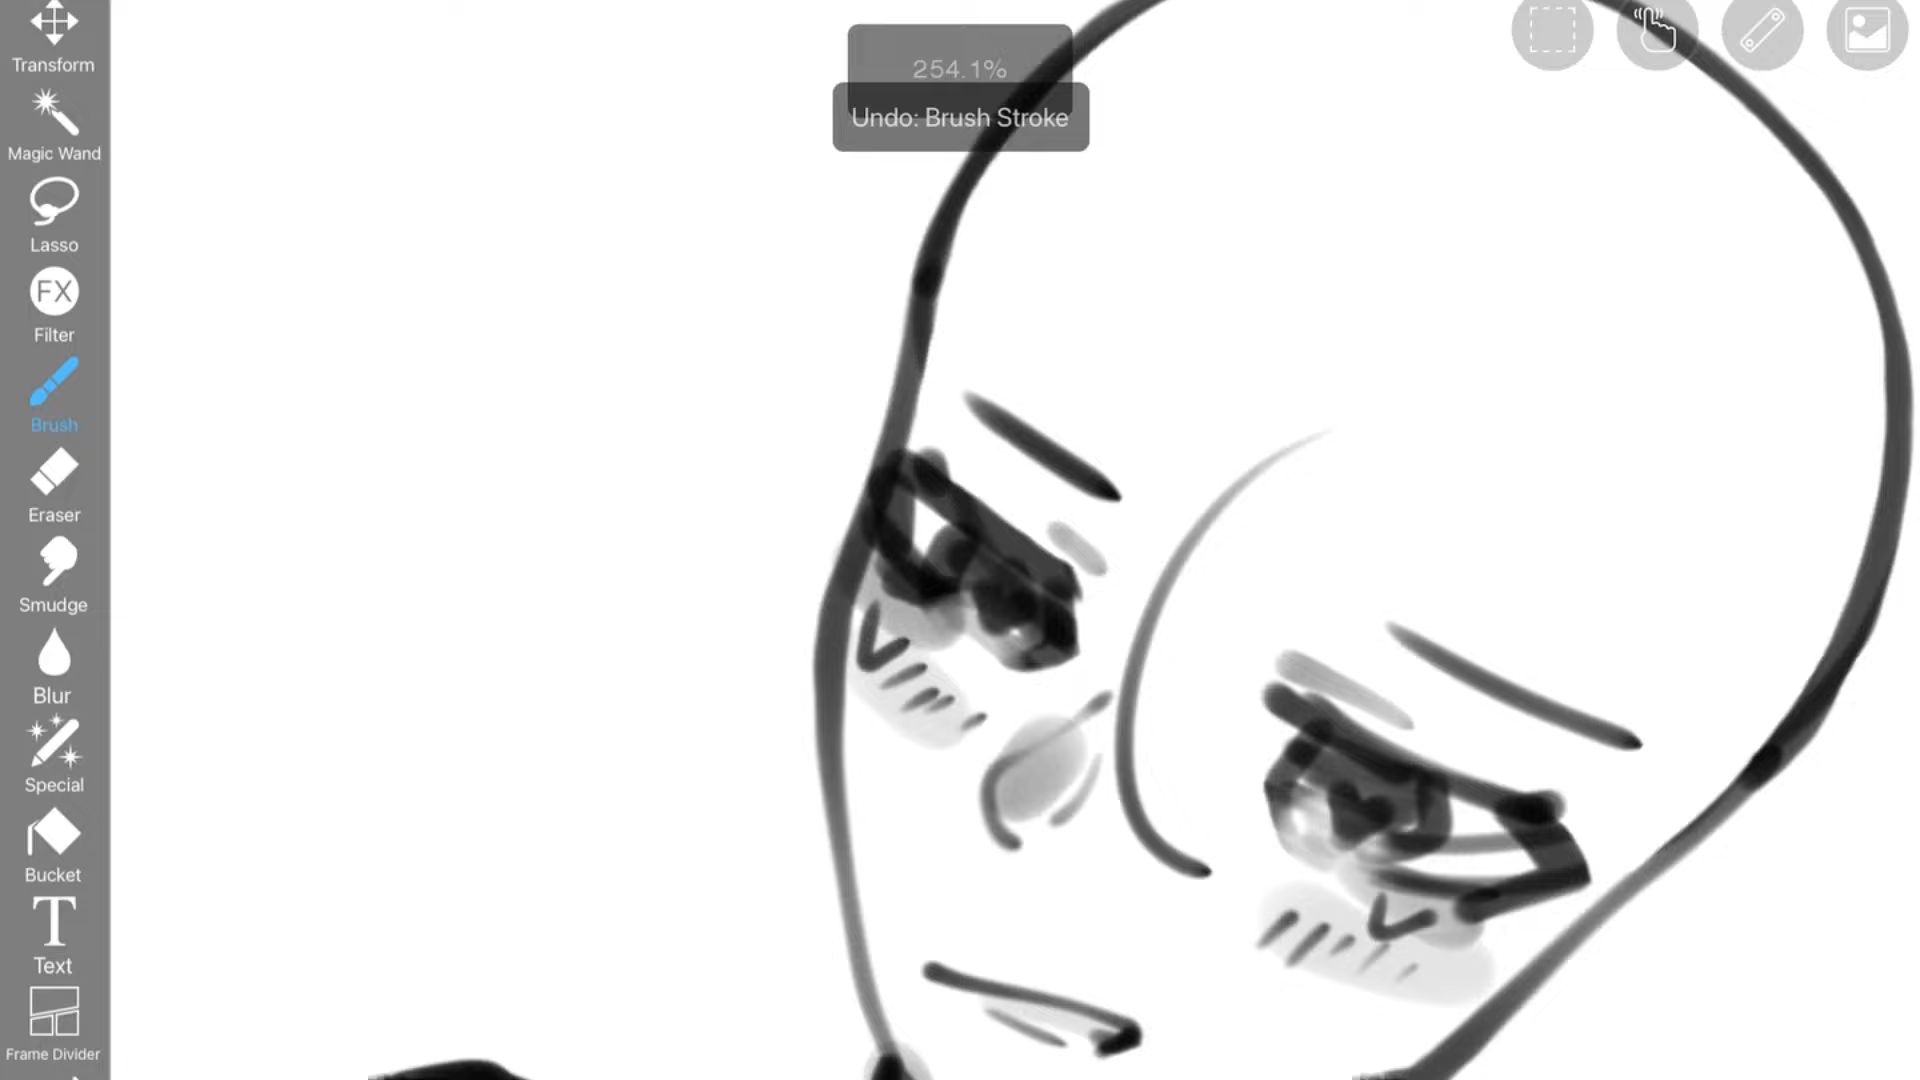 Transform
Magic Wand
Lasso
FX
Filter
Brush
Eraser
Smudge
Blur
Special
Bucket
T
Text
Frame Divider
254.1%
Undo: Brush Stroke